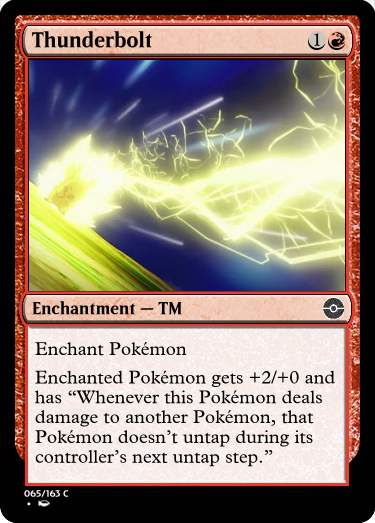 Thunderbolt 1
Enchantment — TM
Enchant Pokémon
Enchanted Pokémon gets +2/+0 and
has “Whenever this Pokémon deals
damage to another Pokémon, that
Pokémon doesn’t untap during its
controller’s next untap step.”
065/163 C